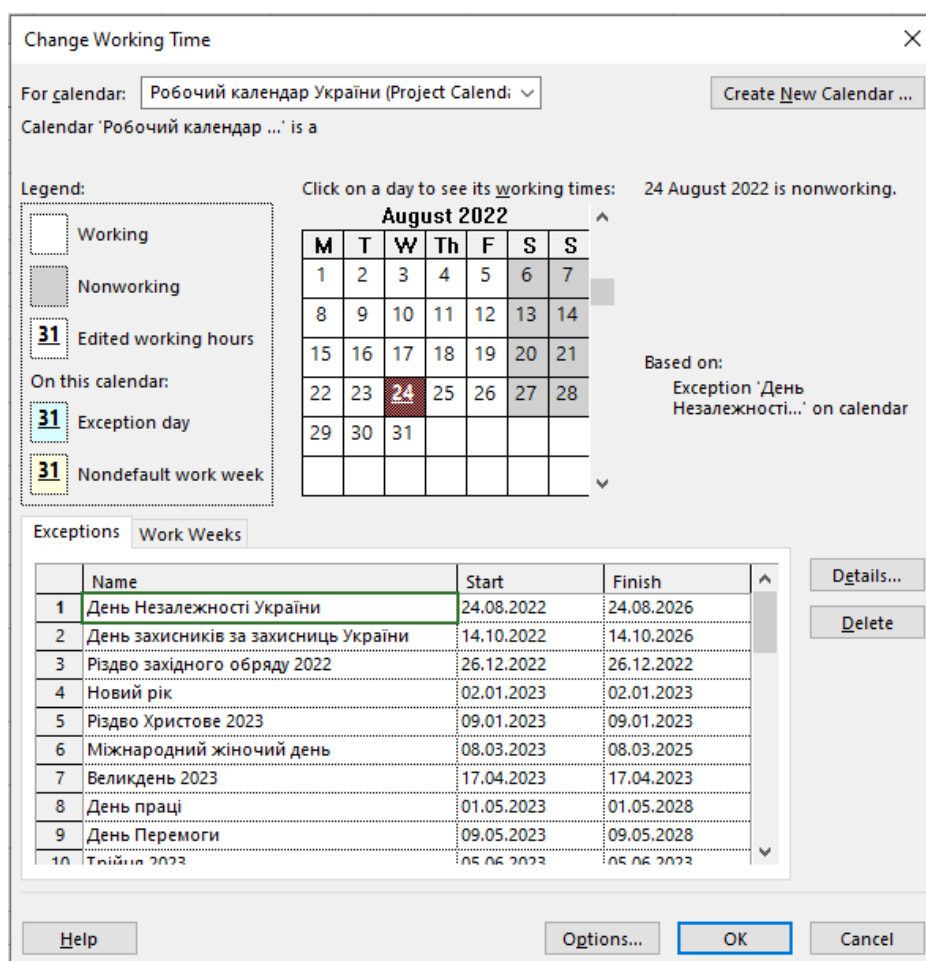 Change Working Time
For calendar: Робочий календар України (Project Calend
Create New Calendar ...
Calendar 'Робочий календар ...' is a
Legend:
Working
Nonworking
31 Edited working hours
On this calendar:
31 Exception day
31 Nondefault work week
Click on a day to see its working times:
August 2022
M T W Th F S S
1 2 3 4 5 6 7
8 9 10 11 12 13 14
15 16 17 18 19 20 21
22 23 24 25 26 27 28
29 30 31
24 August 2022 is nonworking.
Based on:
Exception 'День
Незалежності...' on calendar
Exceptions Work Weeks
Name Start Finish
1 День Незалежності України 24.08.2022 24.08.2026
2 День захисників за захисниць України 14.10.2022 14.10.2026
3 Різдво західного обряду 2022 26.12.2022 26.12.2022
4 Новий рік 02.01.2023 02.01.2023
5 Різдво Христове 2023 09.01.2023 09.01.2023
6 Міжнародний жіночий день 08.03.2023 08.03.2025
7 Великдень 2023 17.04.2023 17.04.2023
8 День праці 01.05.2023 01.05.2028
9 День Перемоги 09.05.2023 09.05.2028
10 Трійця 2023 05.06.2023 05.06.2023
Details...
Delete
Help
Options...
OK
Cancel